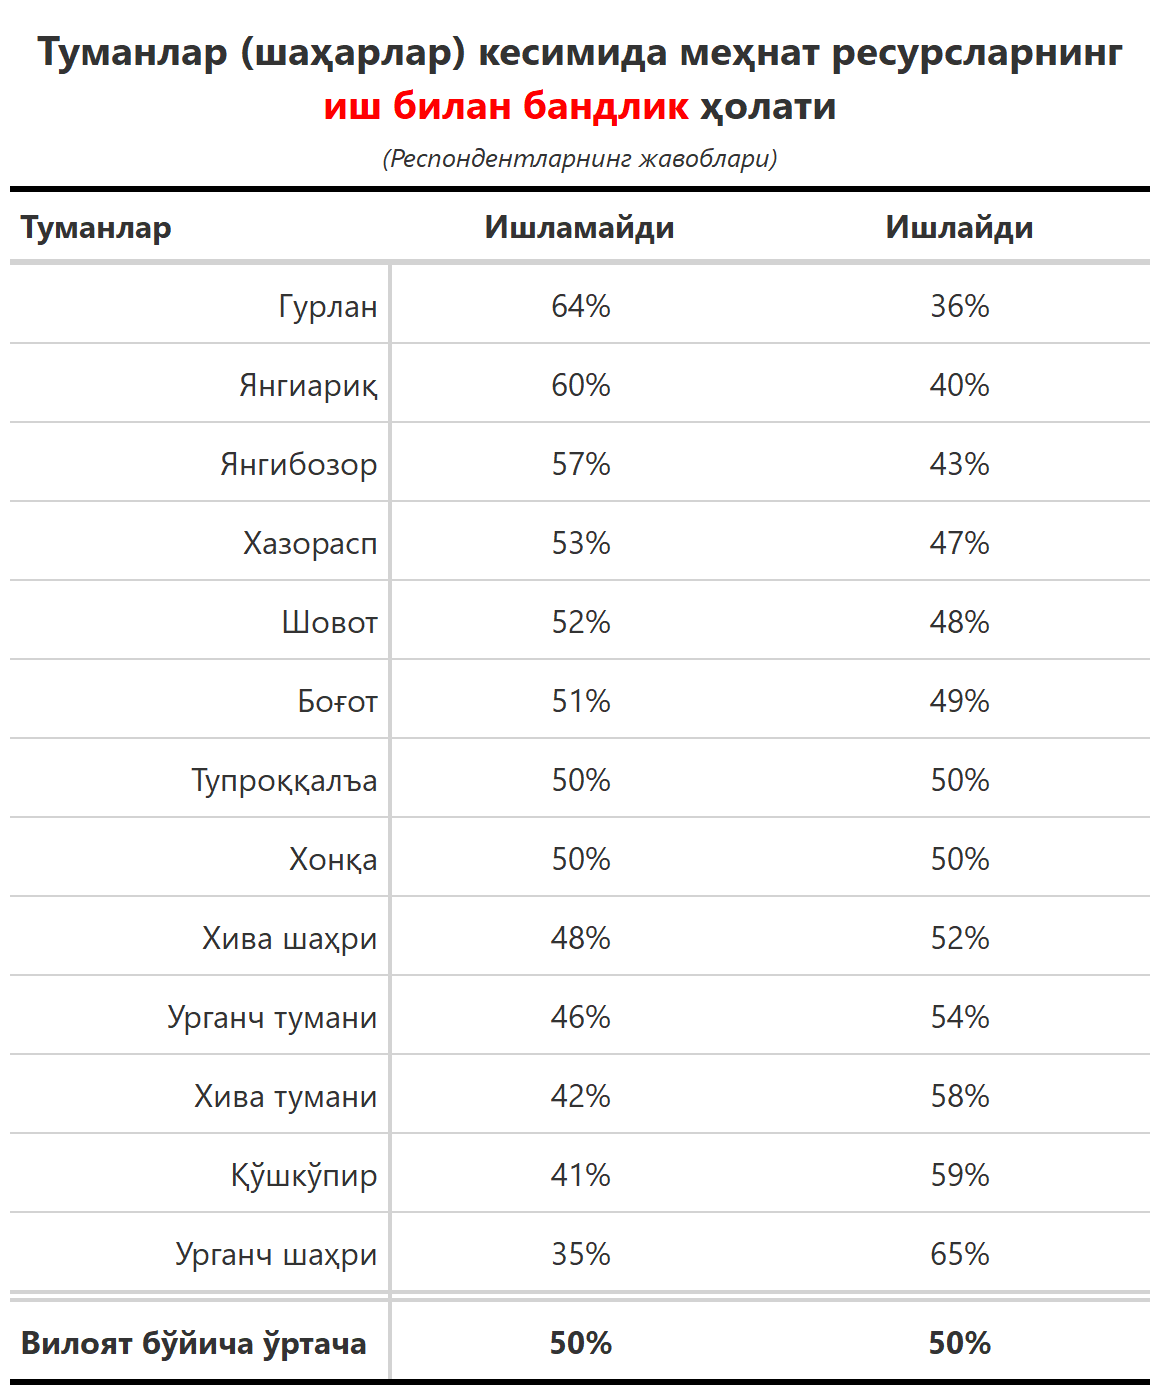 Туманлар (шаҳарлар) кесимида меҳнат ресурсларнинг
иш билан бандлик ҳолати
(Респондентларнинг жавоблари)
Туманлар Ишламайди Ишлайди
Гурлан 64% 36%
Янгиариқ 60% 40%
Янгибозор 57% 43%
Хазорасп 53% 47%
Шовот 52% 48%
Боғот 51% 49%
Тупроққалъа 50% 50%
Хонқа 50% 50%
Хива шаҳри 48% 52%
Урганч тумани 46% 54%
Хива тумани 42% 58%
Қўшкўпир 41% 59%
Урганч шаҳри 35% 65%
Вилоят бўйича ўртача 50% 50%